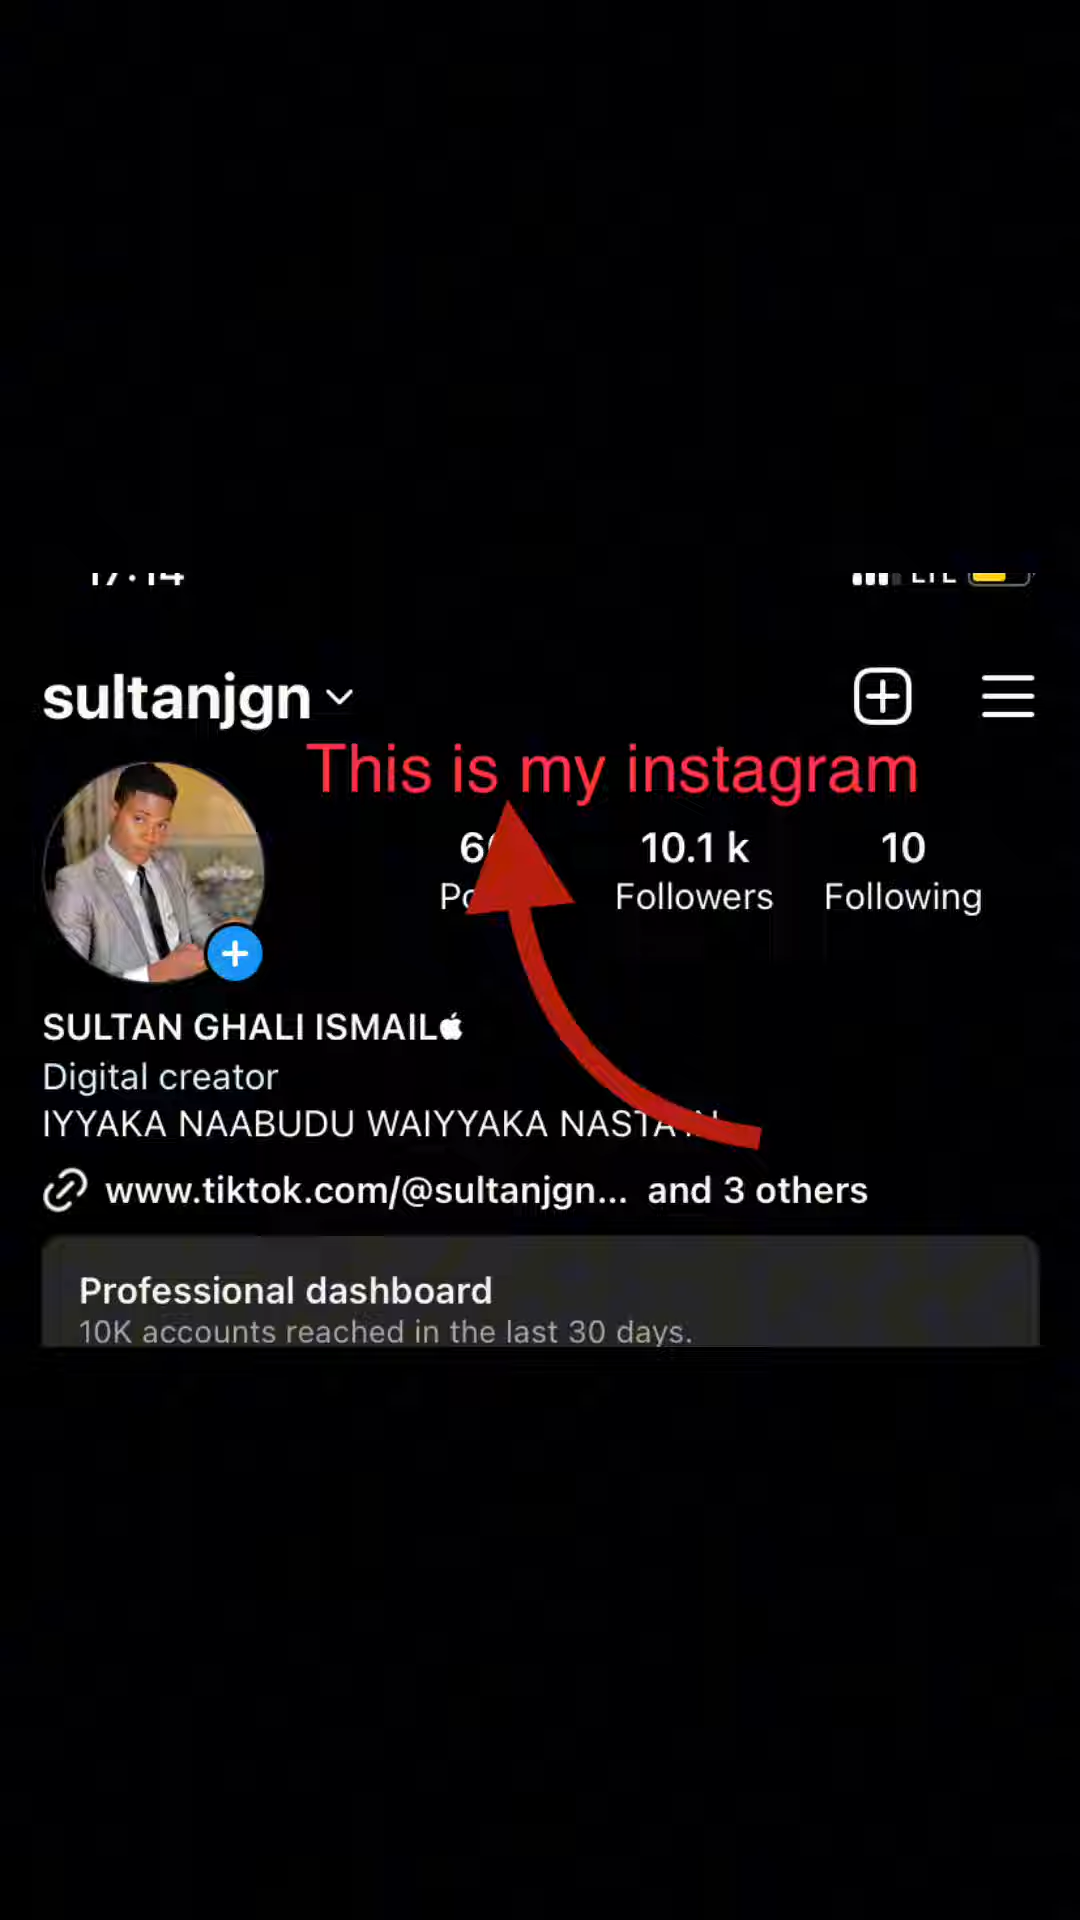 sultanjgn
This is my instagram
10.1 k
10
Followers
Following
SULTAN GHALI ISMAIL
Digital creator
IYYAKA NAABUDU WAIYYAKA
www.tiktok.com/@sultanjgn... and 3 others
Professional dashboard
10K accounts reached in the last 30 days.